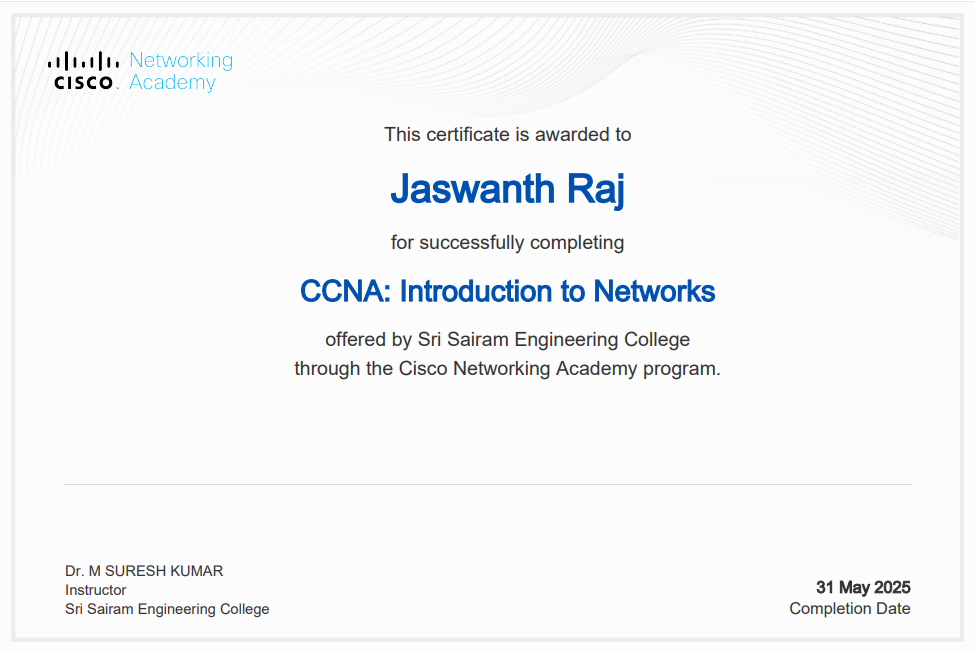 Networking
CISCO Academy
This certificate is awarded to
Jaswanth Raj
for successfully completing
CCNA: Introduction to Networks
offered by Sri Sairam Engineering College
through the Cisco Networking Academy program.
Dr. M SURESH KUMAR
Instructor
Sri Sairam Engineering College
31 May 2025
Completion Date